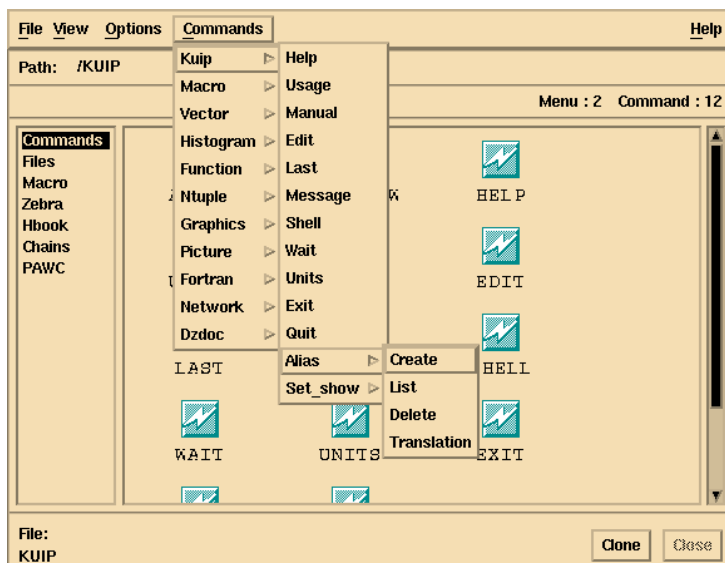 File View Options Commands Help
Path: /KUIP
Menu : 2 Command : 12
Commands
Files
Macro
Zebra
Hbook
Chains
PAWC
Kuip
Macro
Vector
Histogram
Function
Ntuple
Graphics
Picture
Fortran
Network
Dzdoc
Help
Usage
Manual
Edit
Last
Message
Shell
Wait
Units
Exit
Quit
Alias
Set_show
Create
List
Delete
Translation
HELP
EDIT
LAST HELL
WAIT UNITS EXIT
File:
KUIP
Clone Close